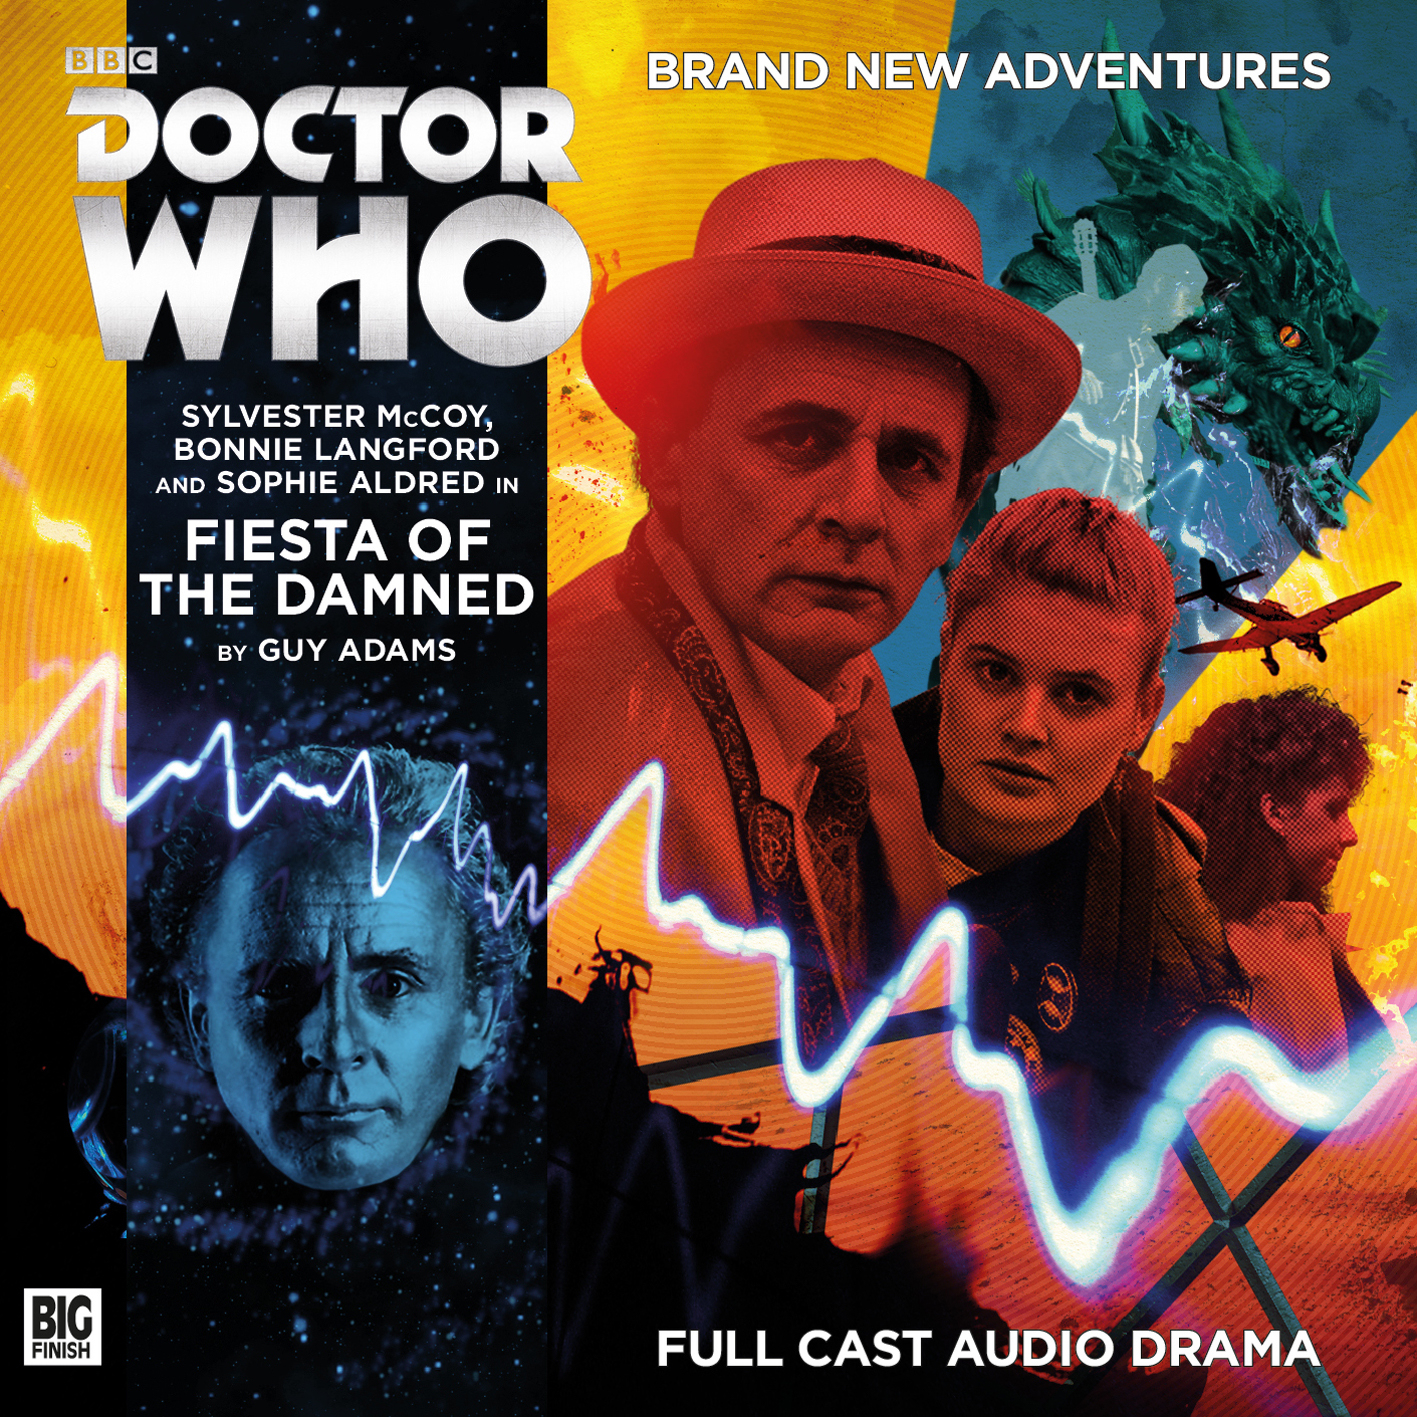 BBC
DOCTOR
WHO
SYLVESTER McCOY,
BONNIE LANGFORD
AND SOPHIE ALDRED IN
FIESTA OF
THE DAMNED
BY GUY ADAMS
BRAND NEW ADVENTURES
BIG
FINISH
FULL CAST AUDIO DRAMA